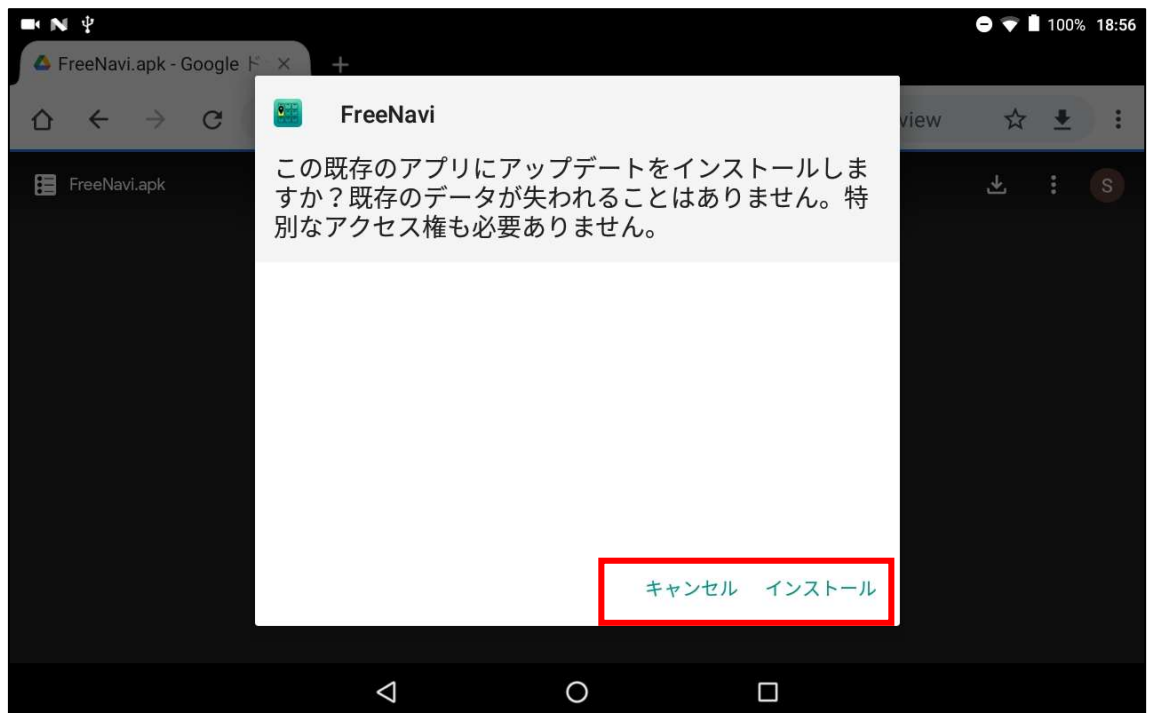 100% 18:56
FreeNavi.apk - Google ド
view
FreeNavi.apk
S
FreeNavi
この既存のアプリにアップデートをインストールしま
すか？既存のデータが失われることはありません。特
別なアクセス権も必要ありません。
キャンセル インストール